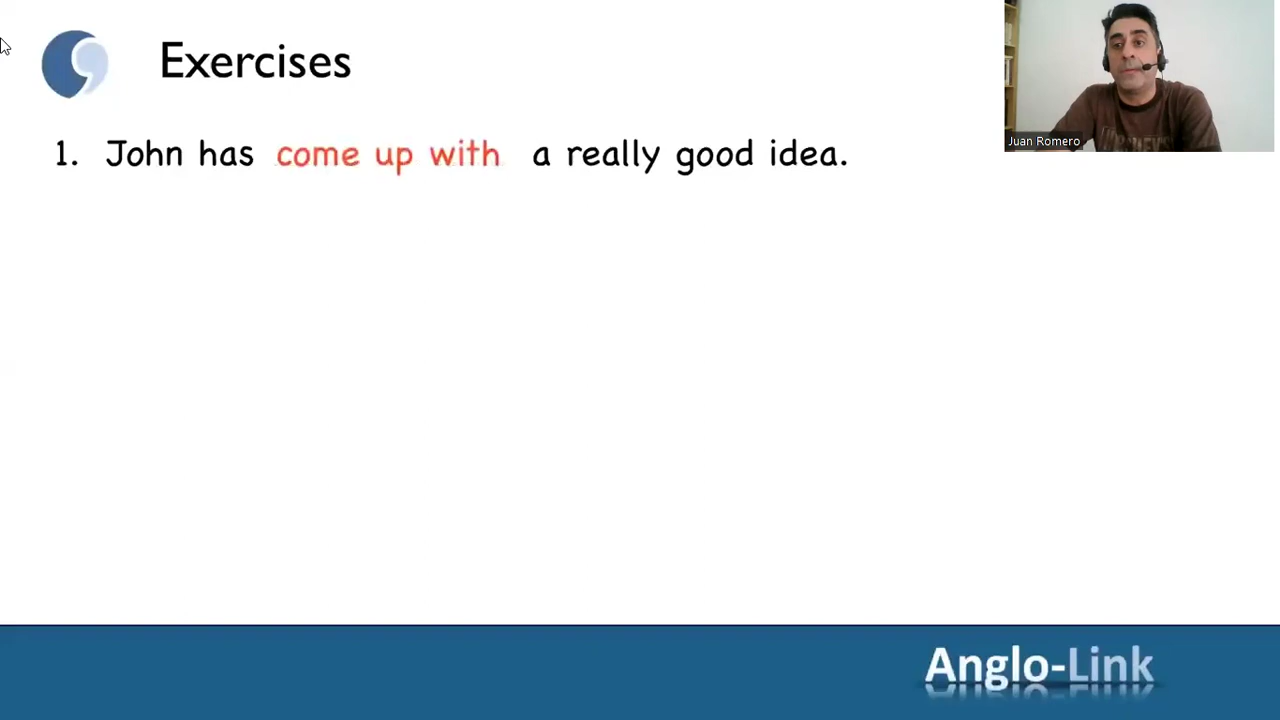 Exercises
Juan Romero
1. John has come up with a really good idea.
Anglo-Link